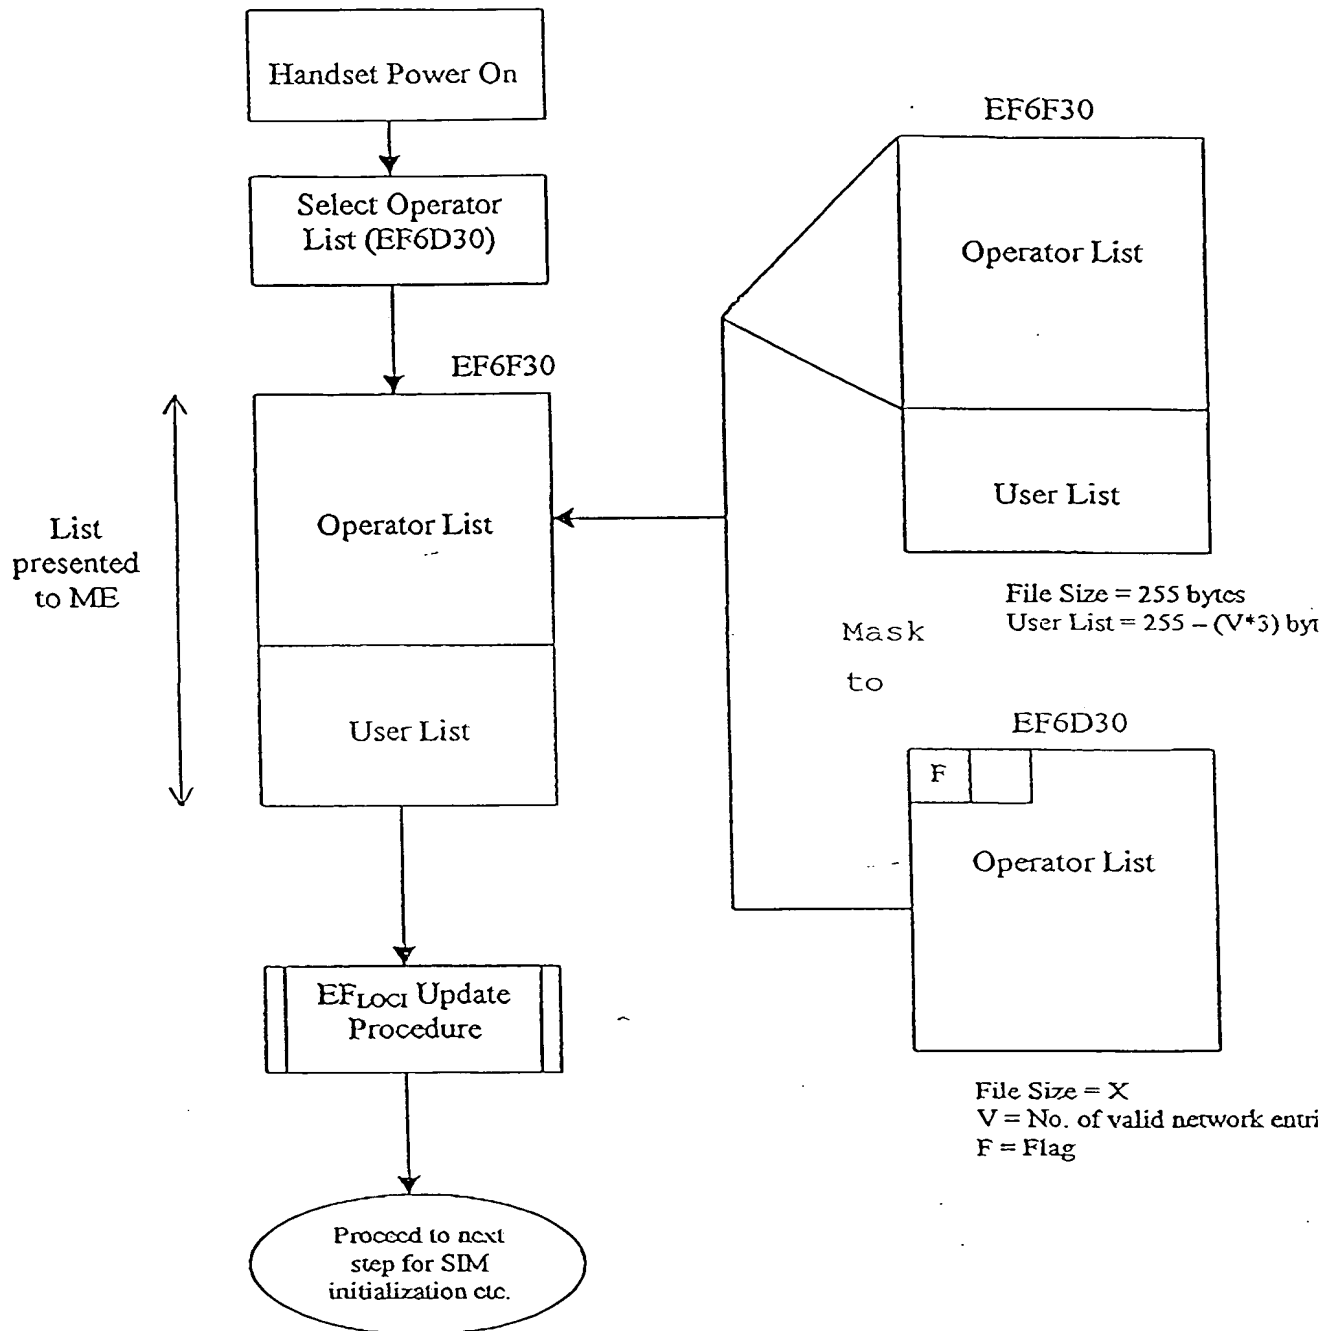 Handset Power On
Select Operator
List (EF6D30)
EF6F30
Operator List
User List
List
presented
to ME
EF6F30
Operator List
User List
File Size = 255 bytes
User List = 255 – (V*3) byt
Mask
to
EF6D30
F
Operator List
File Size = X
V = No. of valid network entri
F = Flag
EFLOCI Update
Procedure
Proceed to next
step for SIM
initialization etc.